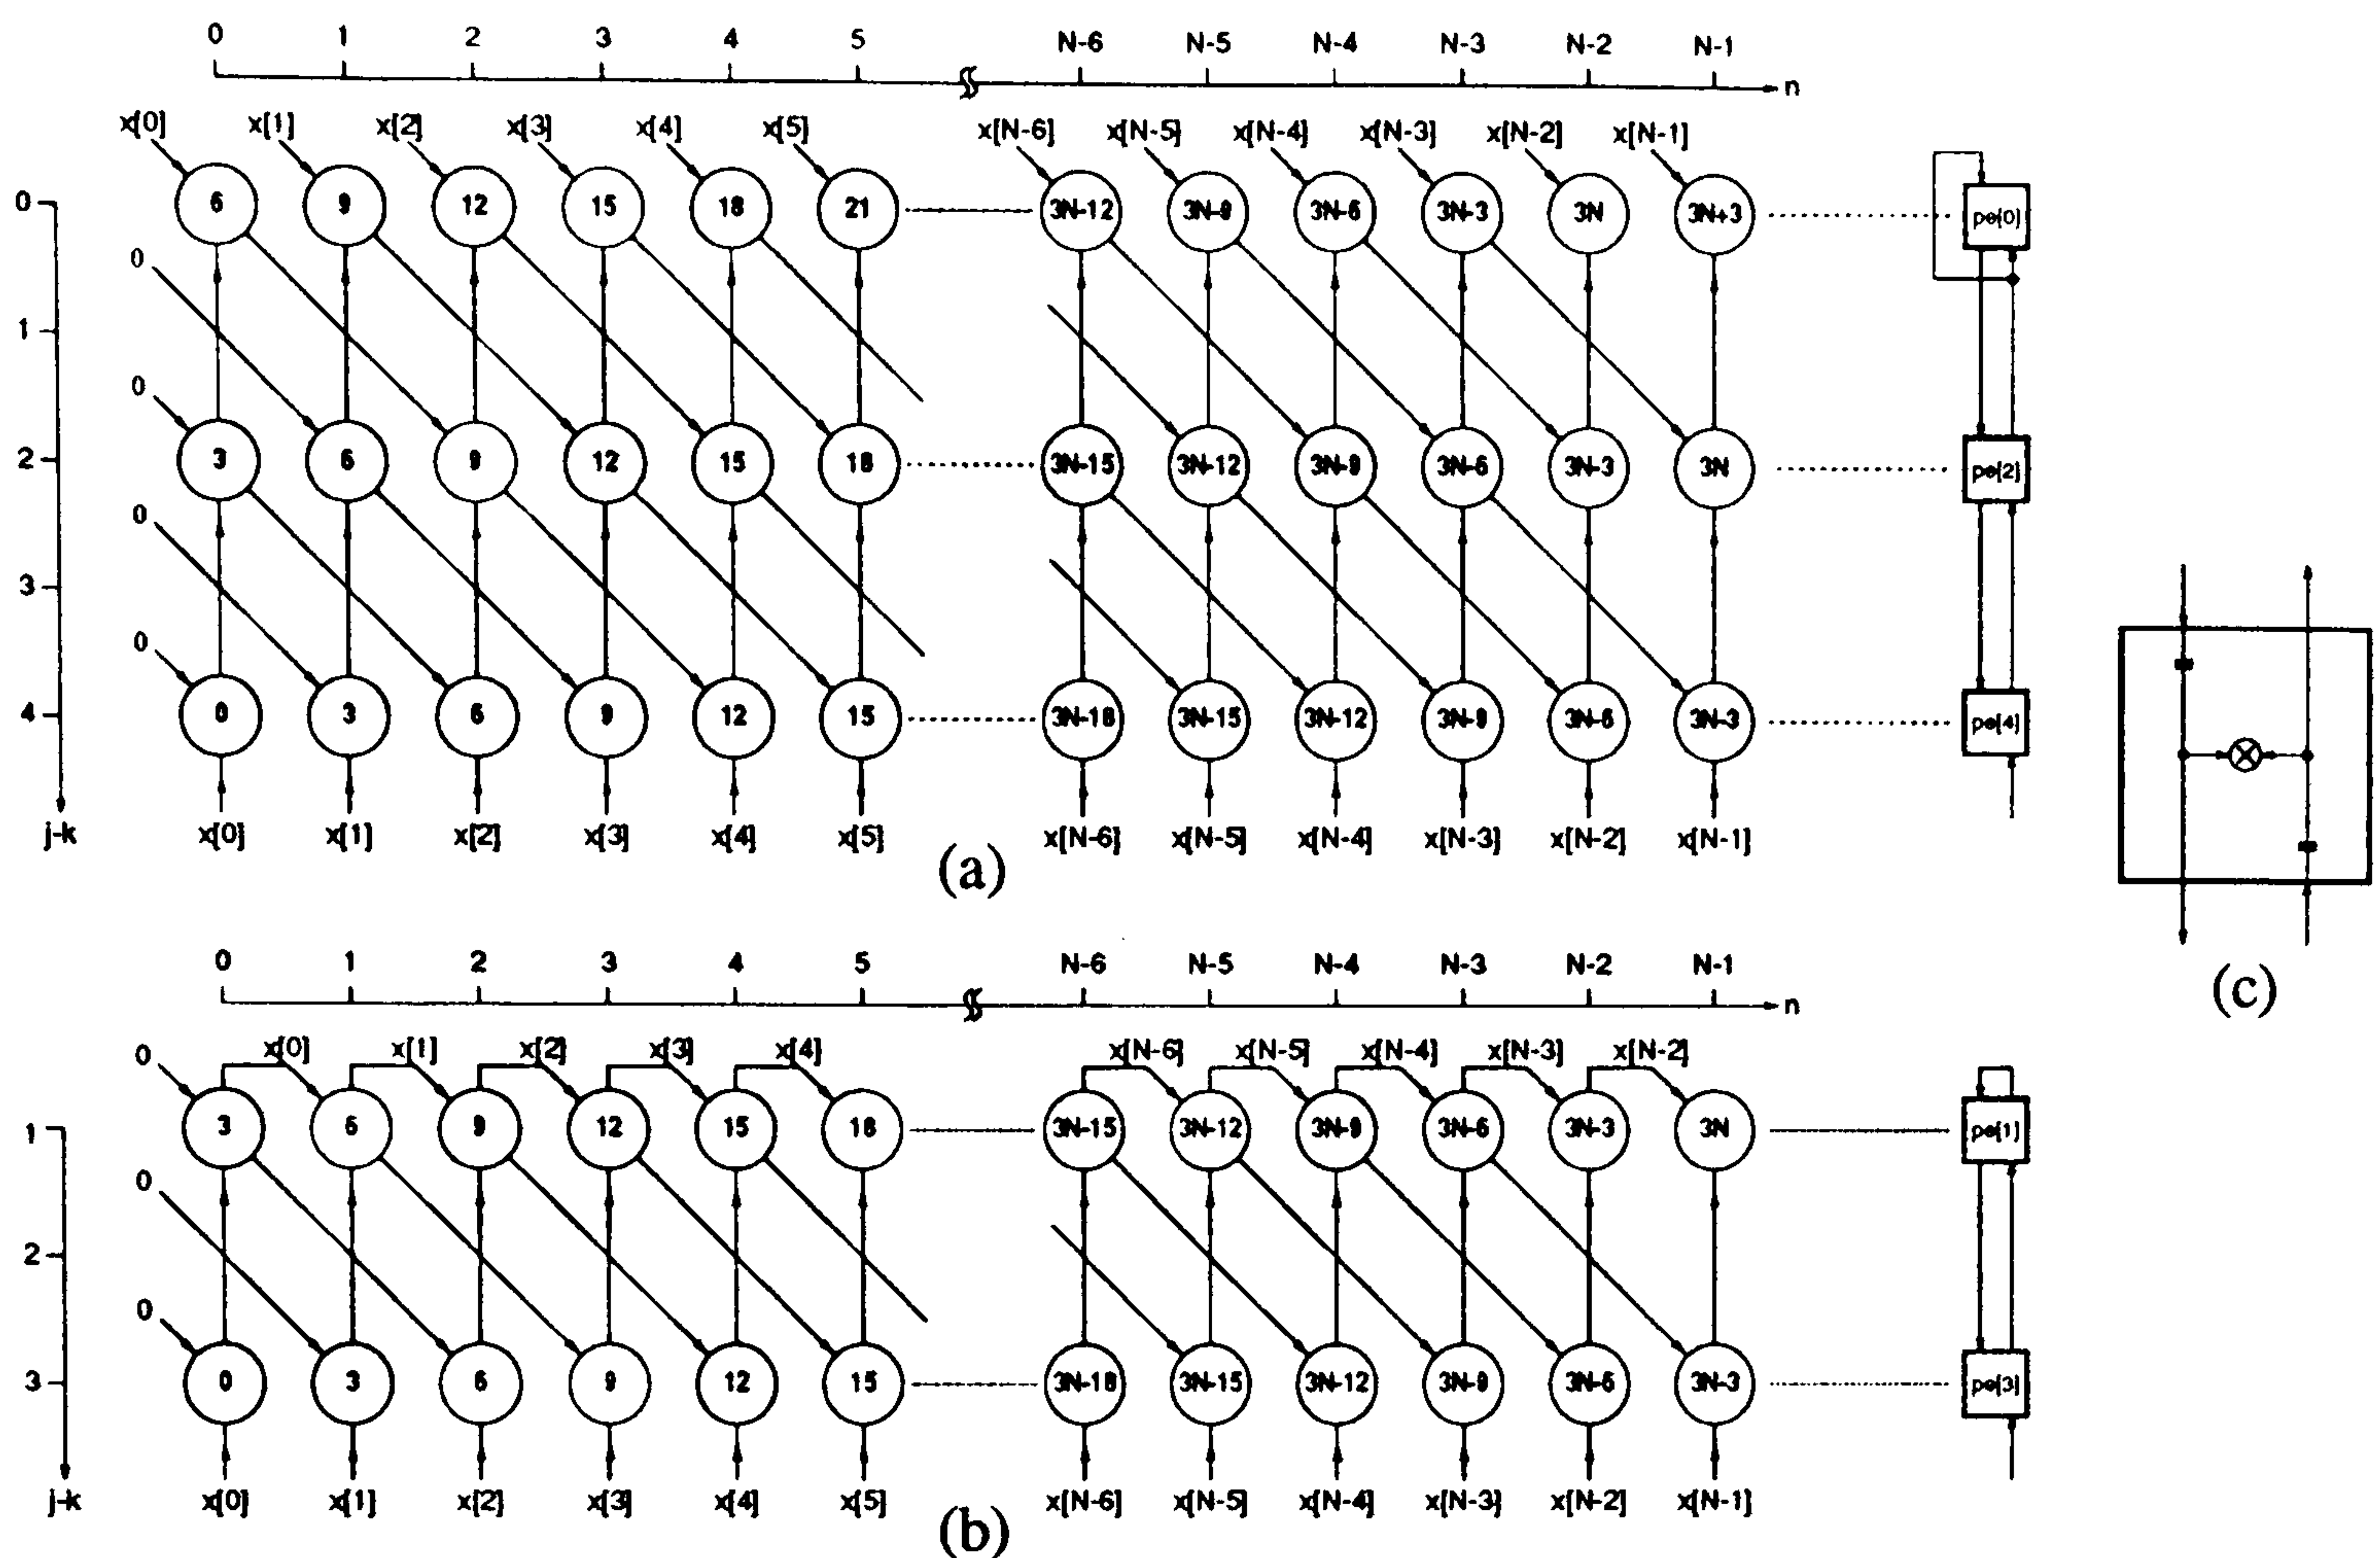 0 1 2 3 4 5 N-6 N-5 N-4 N-3 N-2 N-1
n
x[0] x[1] x[2] x[3] x[4] x[5] x[N-6] x[N-5] x[N-4] x[N-3] x[N-2] x[N-1]
0 6 9 12 15 18 21 3N-12 3N-9 3N-6 3N-3 3N 3N+3 pe[0]
0
1
0
2 3 6 9 12 15 18 3N-15 3N-12 3N-9 3N-6 3N-3 3N pe[2]
0
3
0
4 0 3 6 9 12 15 3N-18 3N-15 3N-12 3N-9 3N-6 3N-3 pe[4]
j-k x[0] x[1] x[2] x[3] x[4] x[5] x[N-6] x[N-5] x[N-4] x[N-3] x[N-2] x[N-1]
(a)
(c)
0 1 2 3 4 5 N-6 N-5 N-4 N-3 N-2 N-1
n
0 x[0] x[1] x[2] x[3] x[4] x[N-6] x[N-5] x[N-4] x[N-3] x[N-2]
1 3 6 9 12 15 18 3N-15 3N-12 3N-9 3N-6 3N-3 3N pe[1]
0
2
0
3 0 3 6 9 12 15 3N-18 3N-15 3N-12 3N-9 3N-6 3N-3 pe[3]
j-k x[0] x[1] x[2] x[3] x[4] x[5] x[N-6] x[N-5] x[N-4] x[N-3] x[N-2] x[N-1]
(b)